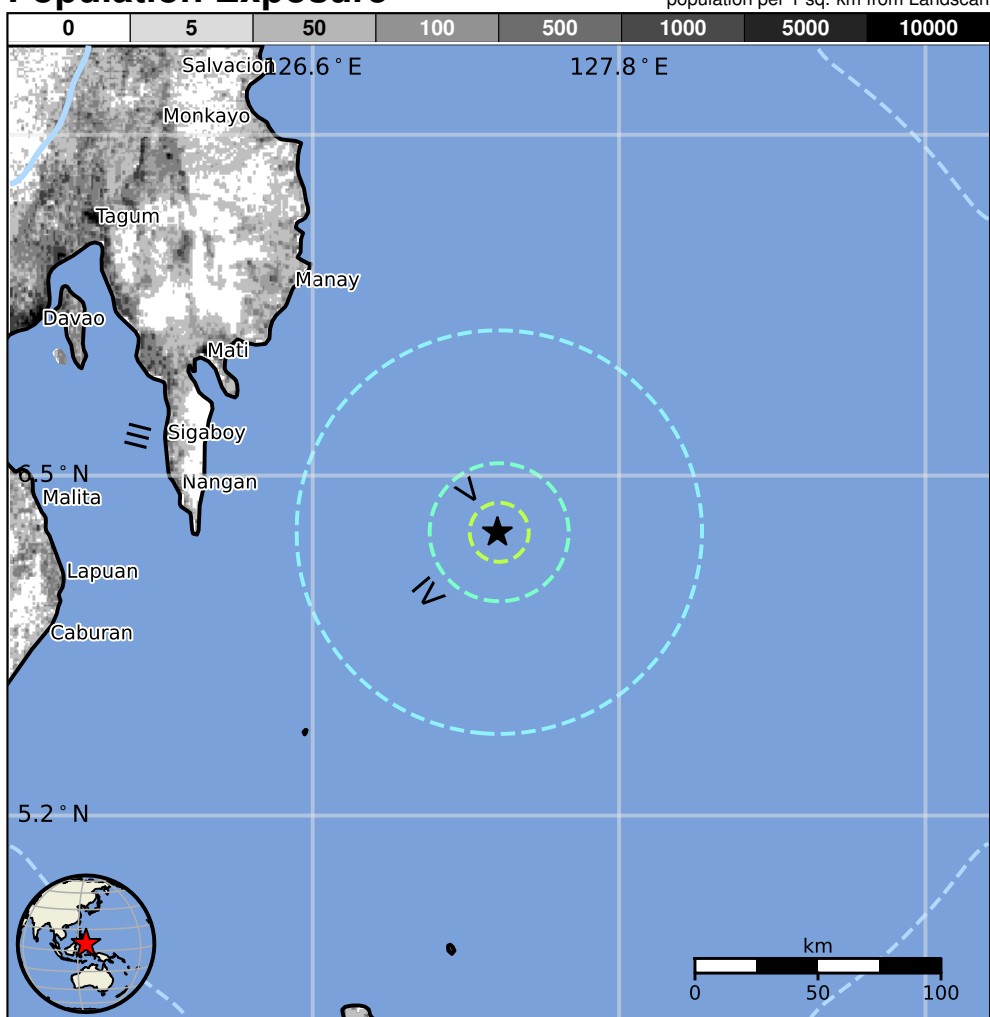 Population Exposure
population per 1 sq. km from Landscan
0 5 50 100 500 1000 5000 10000
Salvacion
126.6°E
127.8°E
Monkayo
Tagum
Manay
Davao
Mati
III
Sigaboy
6.5°N
Nangan
V
Malita
Lapuan
IV
Caburan
5.2°N
km
0 50 100